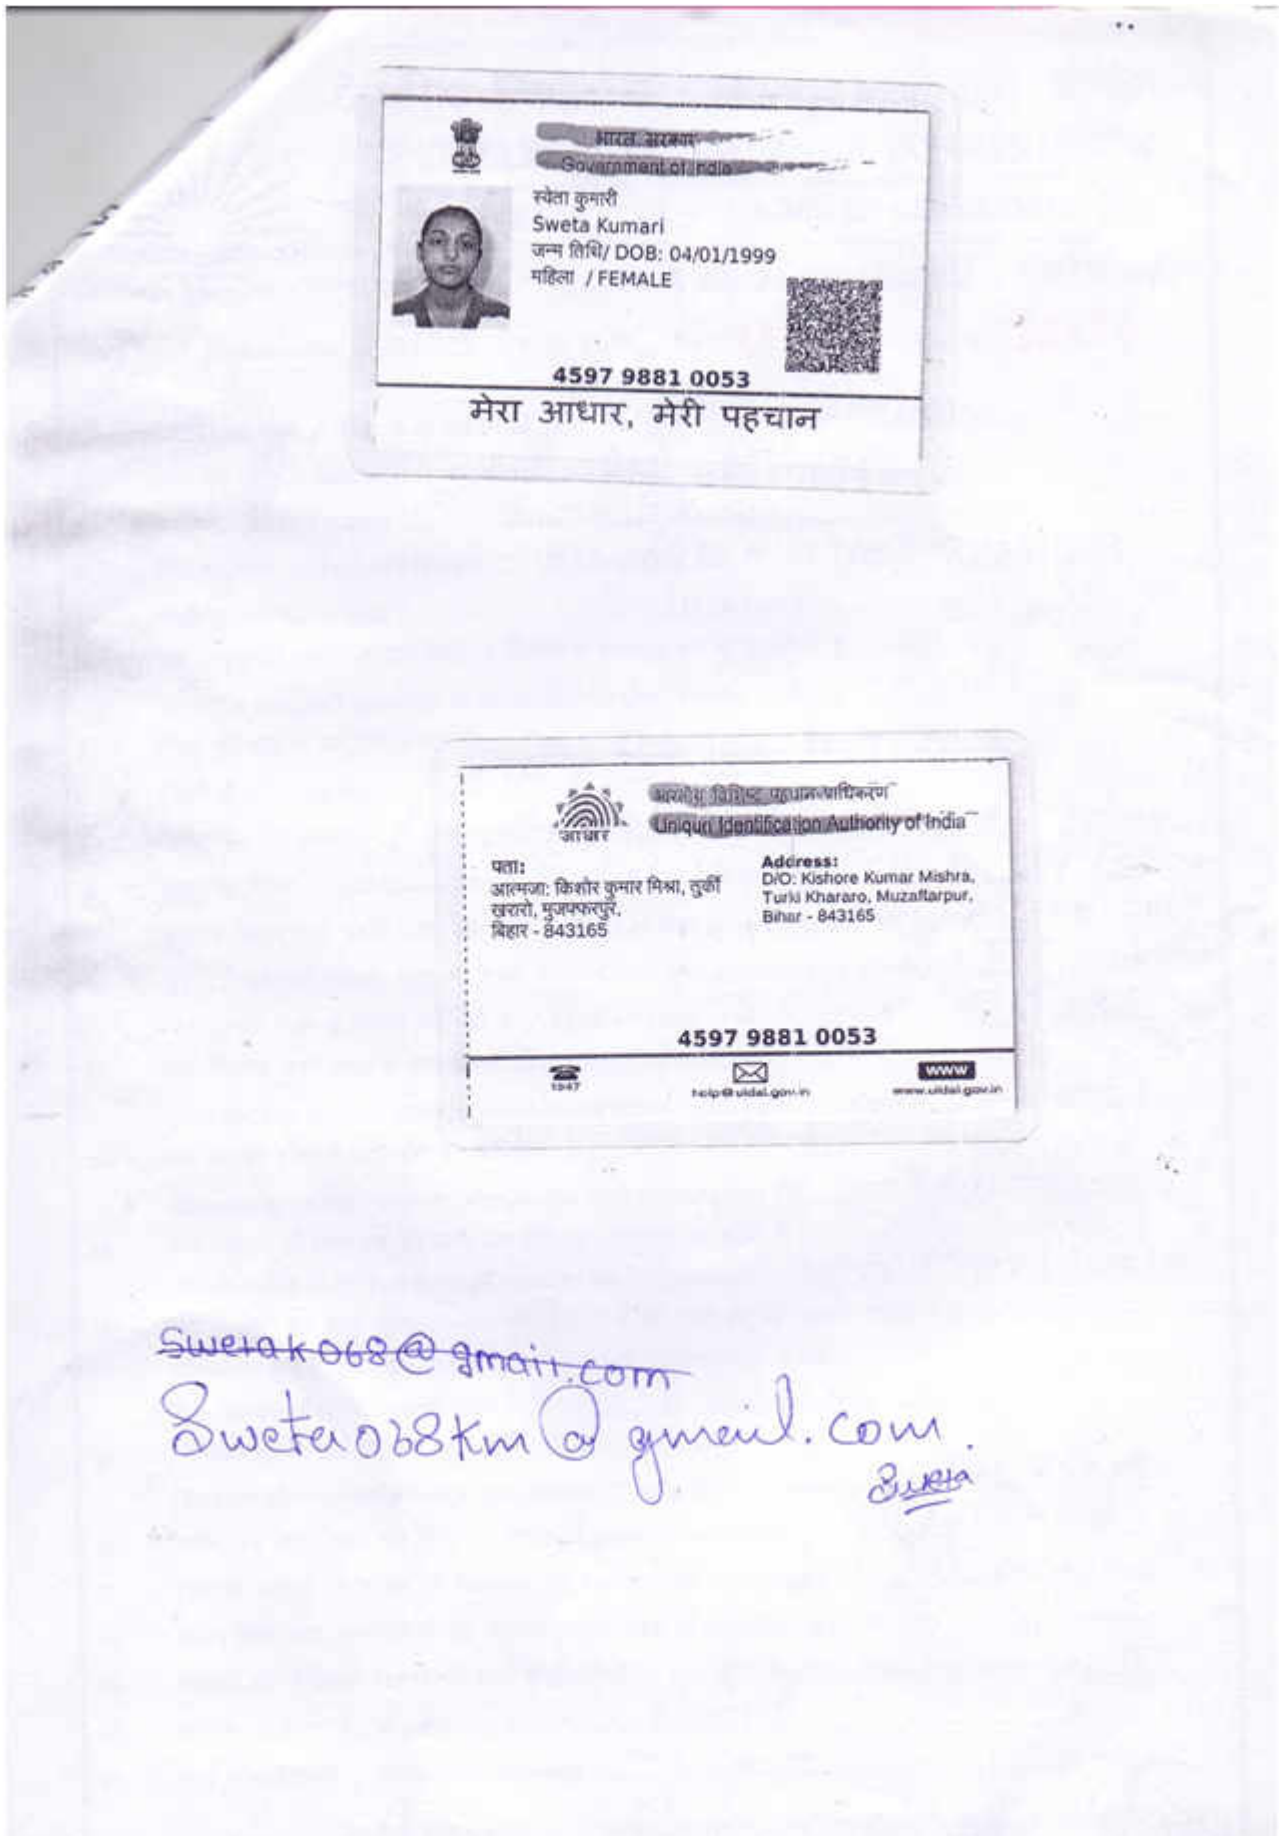 भारत सरकार
Government of India
स्वेता कुमारी
Sweta Kumari
जन्म तिथि/ DOB: 04/01/1999
महिला / FEMALE
4597 9881 0053
मेरा आधार, मेरी पहचान
भारतीय विशिष्ट पहचान प्राधिकरण
Identification Authority of India
आधार
पता:
आत्मजा: किशोर कुमार मिश्रा, तुर्की
खरारो, मुजफ्फरपुर,
बिहार - 843165
Address:
D/O: Kishore Kumar Mishra,
Turki Khararo, Muzaffarpur,
Bihar - 843165
4597 9881 0053
1947
help@uidai.gov.in
www
www.uidai.gov.in
swetak068@gmail.com
Sweta068km@gmail.com.
Sweta